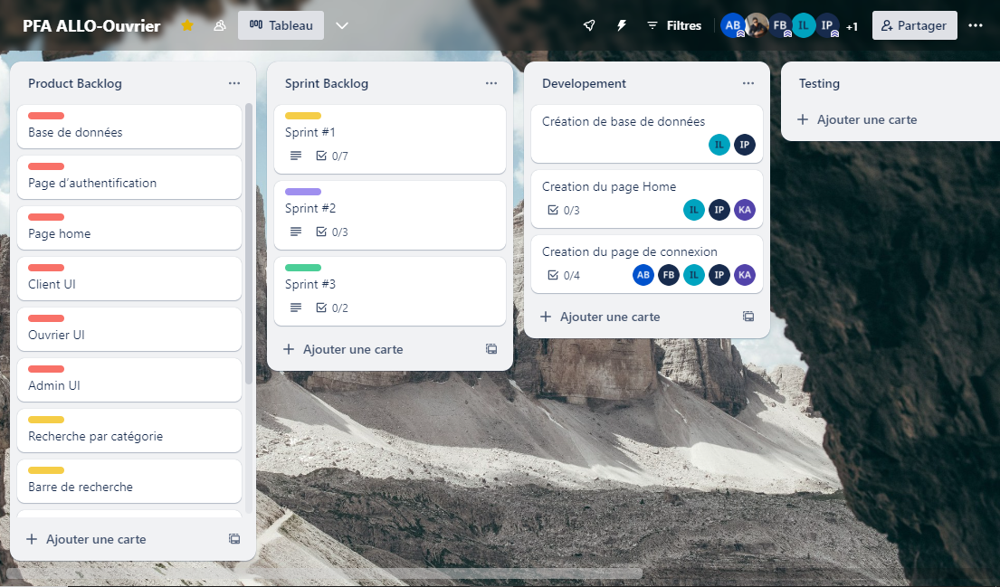 PFA ALLO-Ouvrier
Tableau
Filtres
AB
FB
IL
IP
+1
Partager
Product Backlog
Base de données
Page d’authentification
Page home
Client UI
Ouvrier UI
Admin UI
Recherche par catégorie
Barre de recherche
Ajouter une carte
Sprint Backlog
Sprint #1
0/7
Sprint #2
0/3
Sprint #3
0/2
Ajouter une carte
Developement
Création de base de données
IL IP
Creation du page Home
0/3 IL IP KA
Creation du page de connexion
0/4 AB FB IL IP KA
Ajouter une carte
Testing
Ajouter une carte